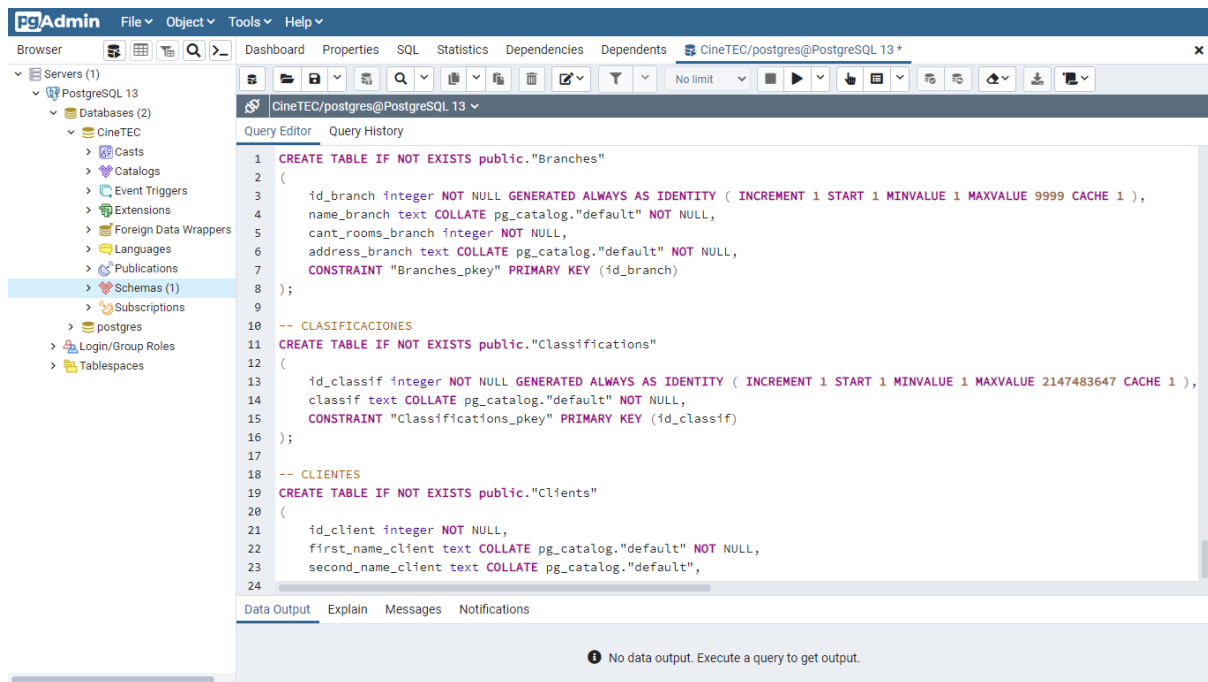 pgAdmin File Object Tools Help
Browser Dashboard Properties SQL Statistics Dependencies Dependents CineTEC/postgres@PostgreSQL 13 *
Servers (1)
PostgreSQL 13
Databases (2)
CineTEC
Casts
Catalogs
Event Triggers
Extensions
Foreign Data Wrappers
Languages
Publications
Schemas (1)
Subscriptions
postgres
Login/Group Roles
Tablespaces
No limit
CineTEC/postgres@PostgreSQL 13
Query Editor Query History
1 CREATE TABLE IF NOT EXISTS public."Branches"
2 (
3 id_branch integer NOT NULL GENERATED ALWAYS AS IDENTITY ( INCREMENT 1 START 1 MINVALUE 1 MAXVALUE 9999 CACHE 1 ),
4 name_branch text COLLATE pg_catalog."default" NOT NULL,
5 cant_rooms_branch integer NOT NULL,
6 address_branch text COLLATE pg_catalog."default" NOT NULL,
7 CONSTRAINT "Branches_pkey" PRIMARY KEY (id_branch)
8 );
9
10 -- CLASIFICACIONES
11 CREATE TABLE IF NOT EXISTS public."Classifications"
12 (
13 id_classif integer NOT NULL GENERATED ALWAYS AS IDENTITY ( INCREMENT 1 START 1 MINVALUE 1 MAXVALUE 2147483647 CACHE 1 ),
14 classif text COLLATE pg_catalog."default" NOT NULL,
15 CONSTRAINT "Classifications_pkey" PRIMARY KEY (id_classif)
16 );
17
18 -- CLIENTES
19 CREATE TABLE IF NOT EXISTS public."Clients"
20 (
21 id_client integer NOT NULL,
22 first_name_client text COLLATE pg_catalog."default" NOT NULL,
23 second_name_client text COLLATE pg_catalog."default",
24
Data Output Explain Messages Notifications
No data output. Execute a query to get output.